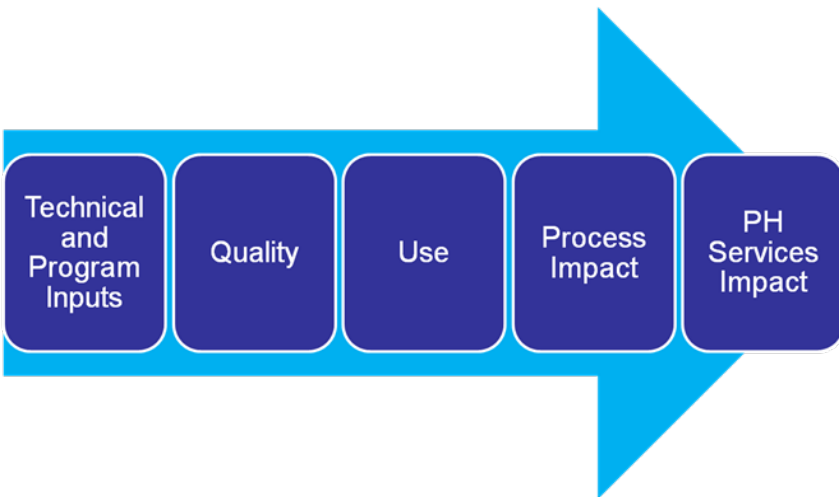 Technical
and
Program
Inputs
Quality
Use
Process
Impact
PH
Services
Impact